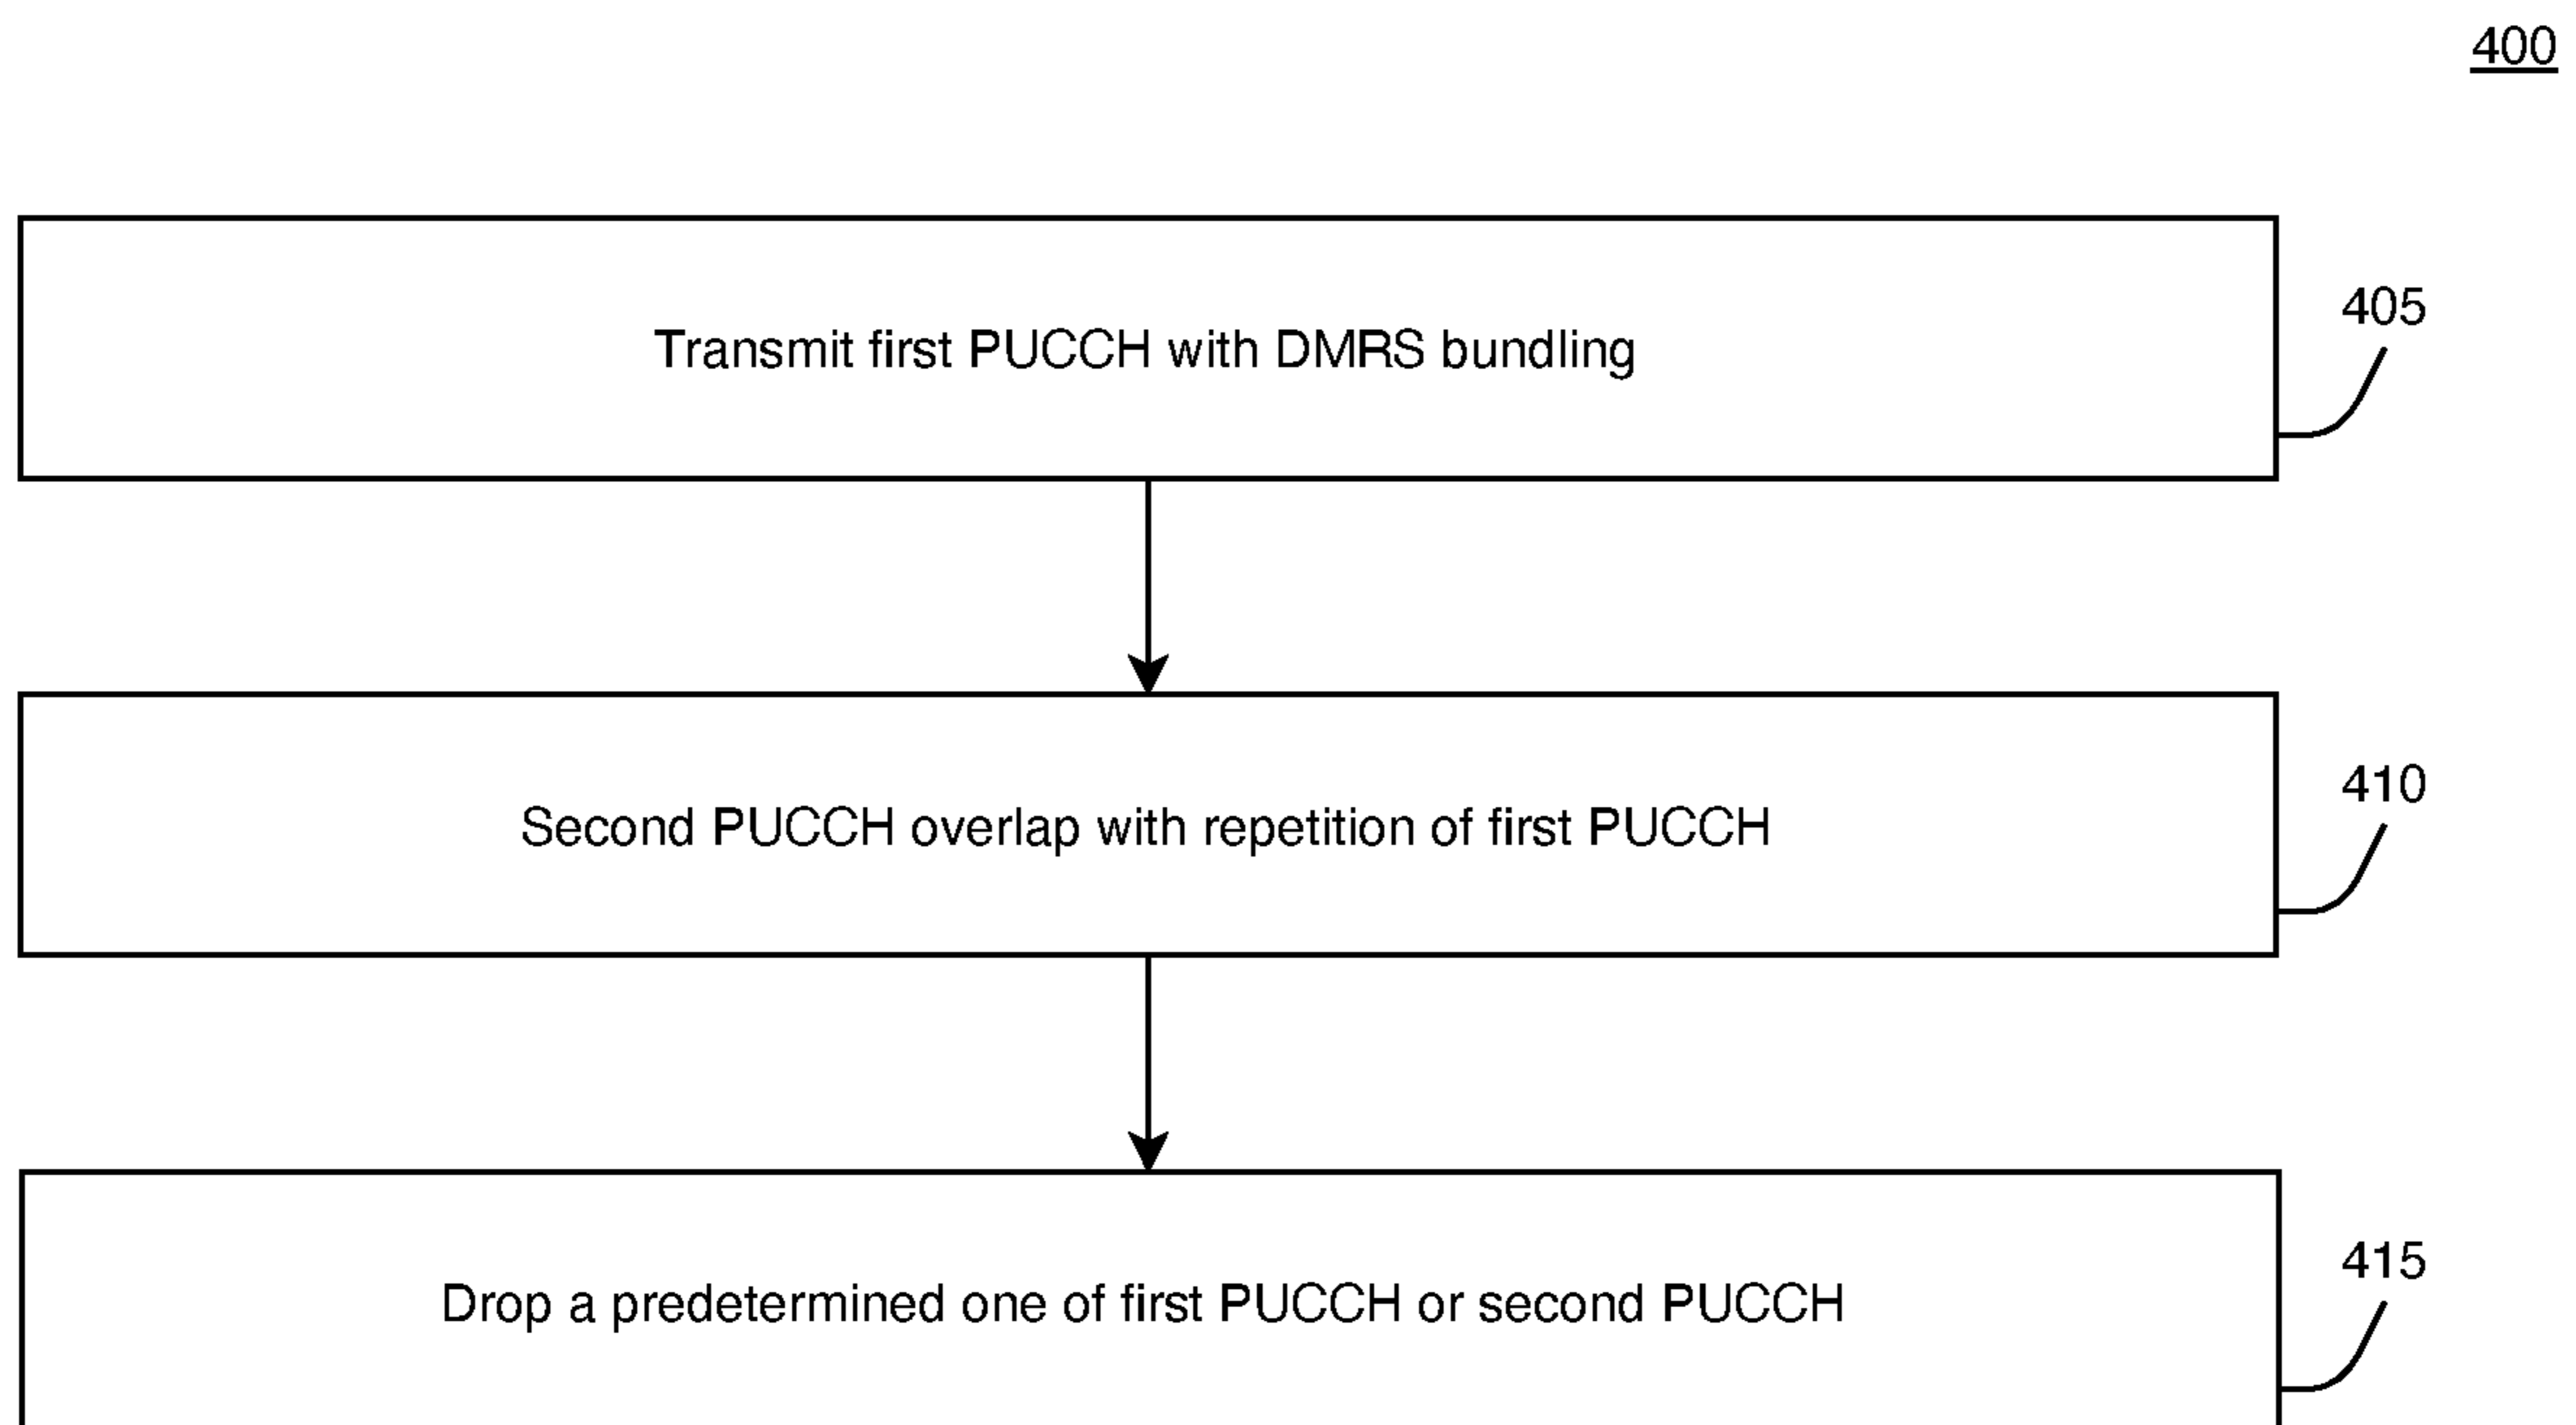 400
Transmit first PUCCH with DMRS bundling
405
Second PUCCH overlap with repetition of first PUCCH
410
Drop a predetermined one of first PUCCH or second PUCCH
415